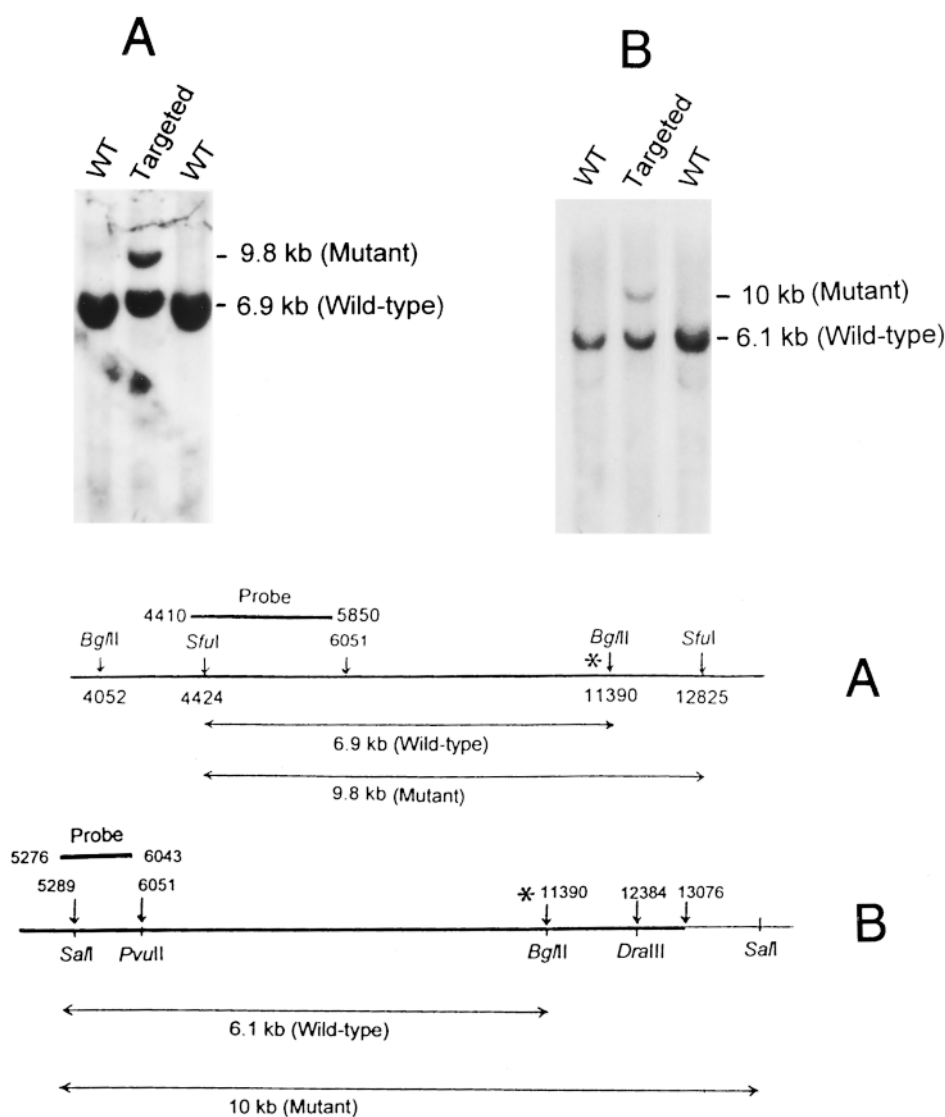 A
B
WT
Targeted
WT
WT
Targeted
WT
9.8 kb (Mutant)
6.9 kb (Wild-type)
10 kb (Mutant)
6.1 kb (Wild-type)
Probe
4410
5850
BglII
SfuI
6051
BglII
SfuI
*
4052
4424
11390
12825
A
6.9 kb (Wild-type)
9.8 kb (Mutant)
Probe
5276
6043
5289
6051
*
11390
12384
13076
SalI
PvuII
BglII
DraIII
SalI
B
6.1 kb (Wild-type)
10 kb (Mutant)